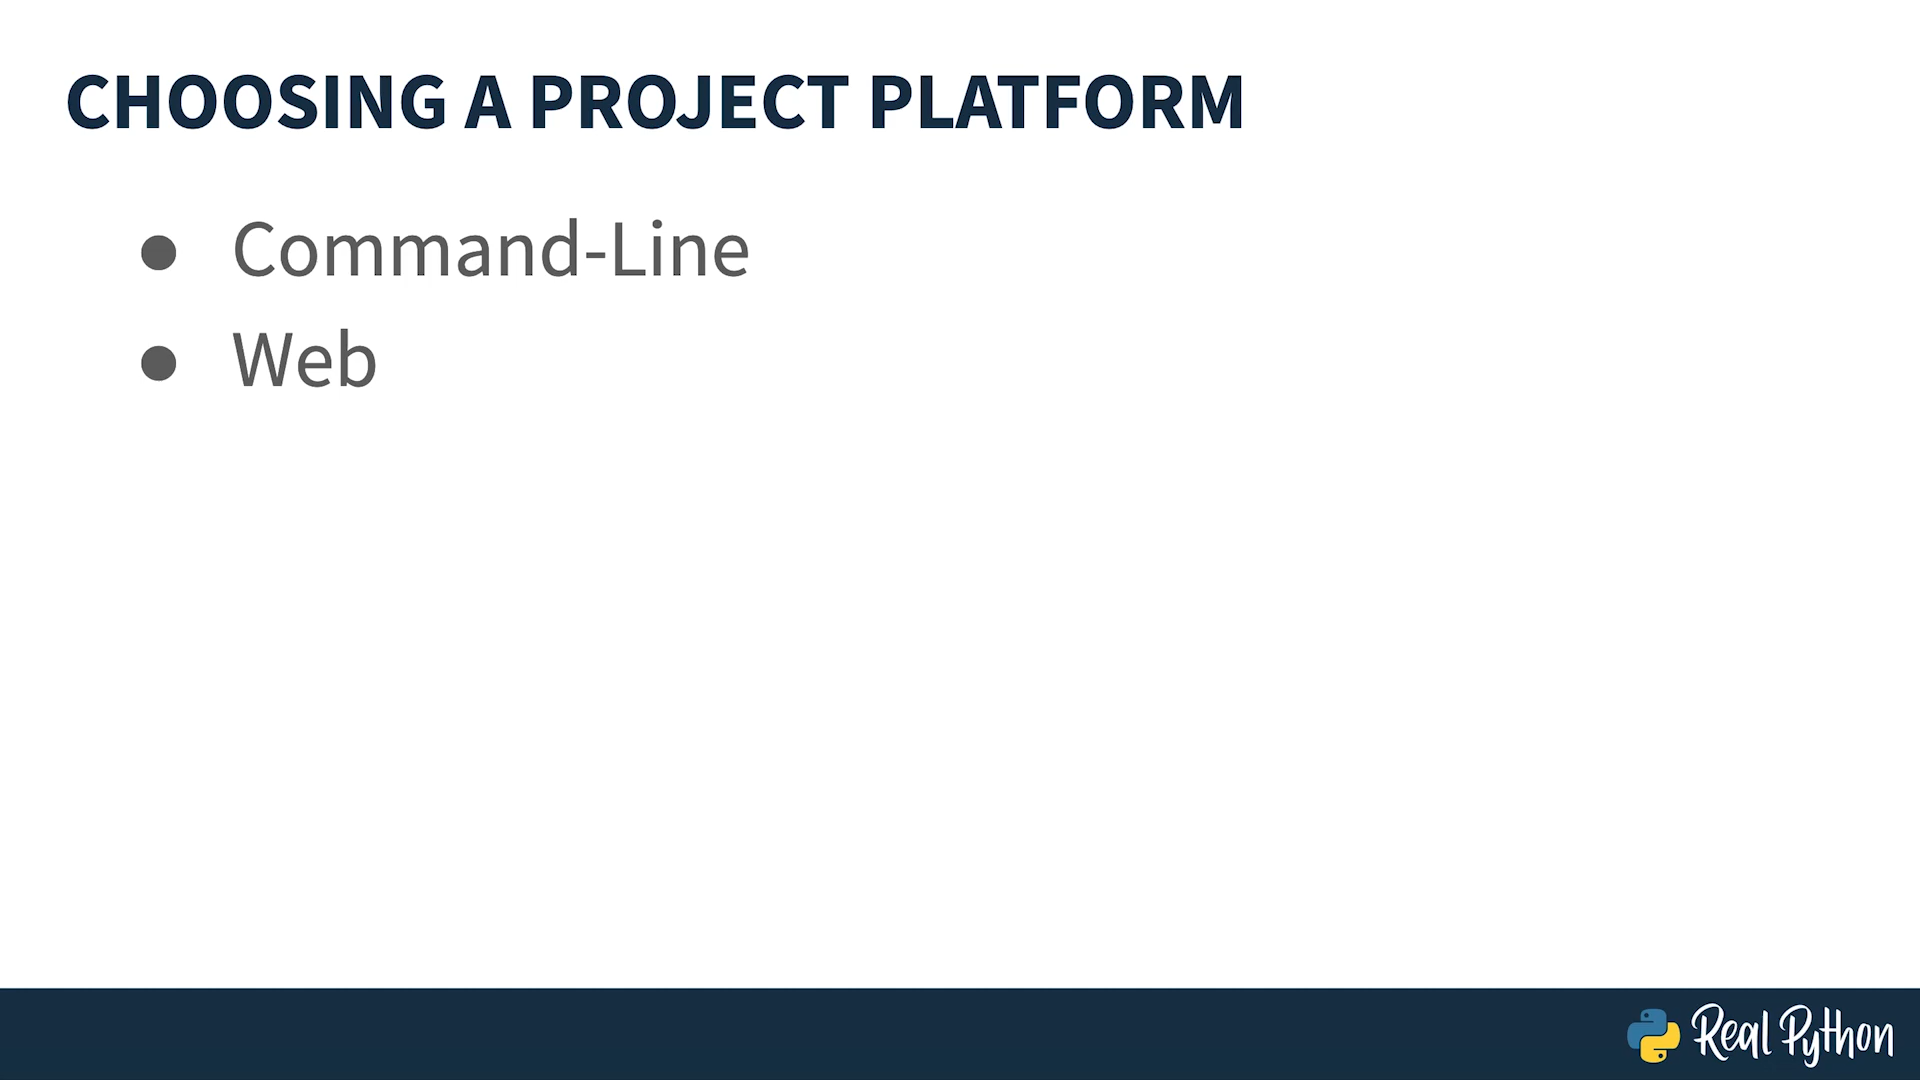 CHOOSING A PROJECT PLATFORM
● Command-Line
● Web
Real Python